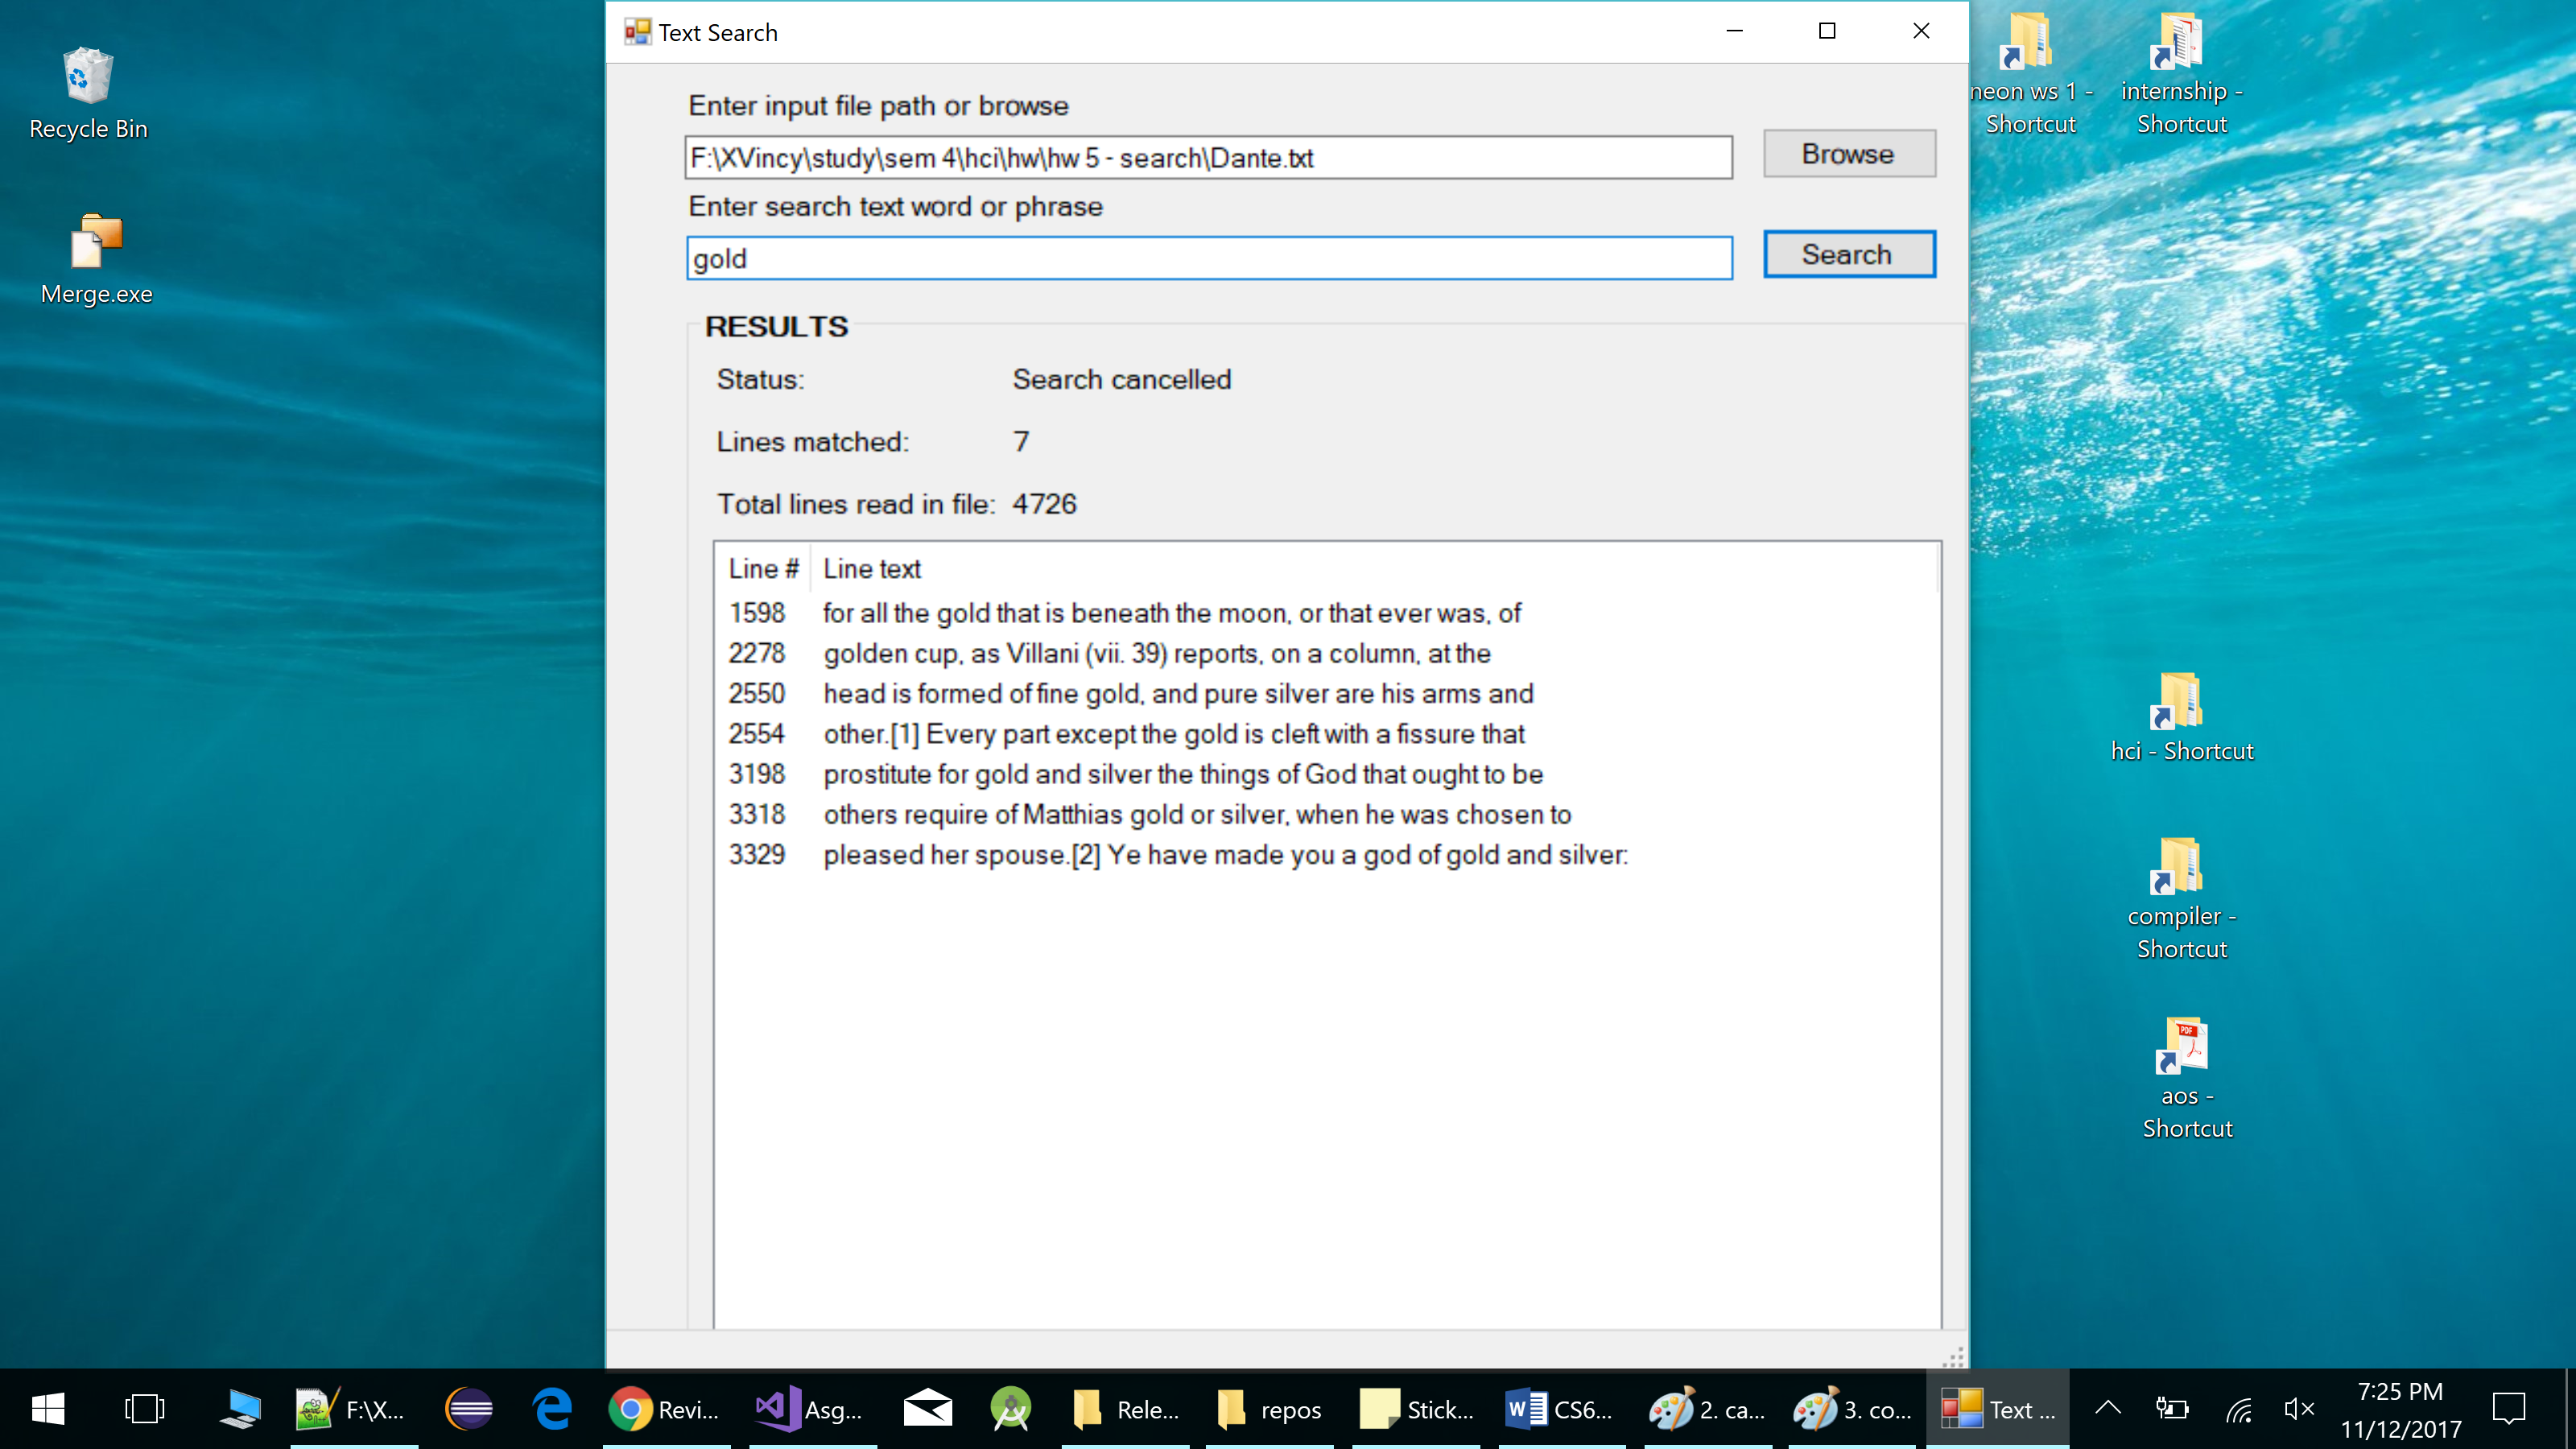 Text Search
Recycle Bin
Merge.exe
neon ws 1 -
Shortcut
internship -
Shortcut
Enter input file path or browse
F:\XVincy\study\sem 4\hci\hw\hw 5 - search\Dante.txt
Browse
Enter search text word or phrase
gold
Search
RESULTS
Status: Search cancelled
Lines matched: 7
Total lines read in file: 4726
Line # Line text
1598 for all the gold that is beneath the moon, or that ever was, of
2278 golden cup, as Villani (vii. 39) reports, on a column, at the
2550 head is formed of fine gold, and pure silver are his arms and
2554 other.[1] Every part except the gold is cleft with a fissure that
3198 prostitute for gold and silver the things of God that ought to be
3318 others require of Matthias gold or silver, when he was chosen to
3329 pleased her spouse.[2] Ye have made you a god of gold and silver:
hci - Shortcut
compiler -
Shortcut
PDF
aos -
Shortcut
F:\X... Revi... Asg... Rele... repos Stick... W CS6... 2. ca... 3. co... Text ...
7:25 PM
11/12/2017